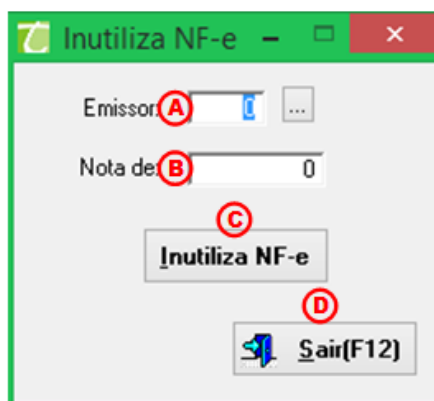 Inutiliza NF-e
Emissor: A 0 ...
Nota de: B 0
C
Inutiliza NF-e
D
Sair(F12)